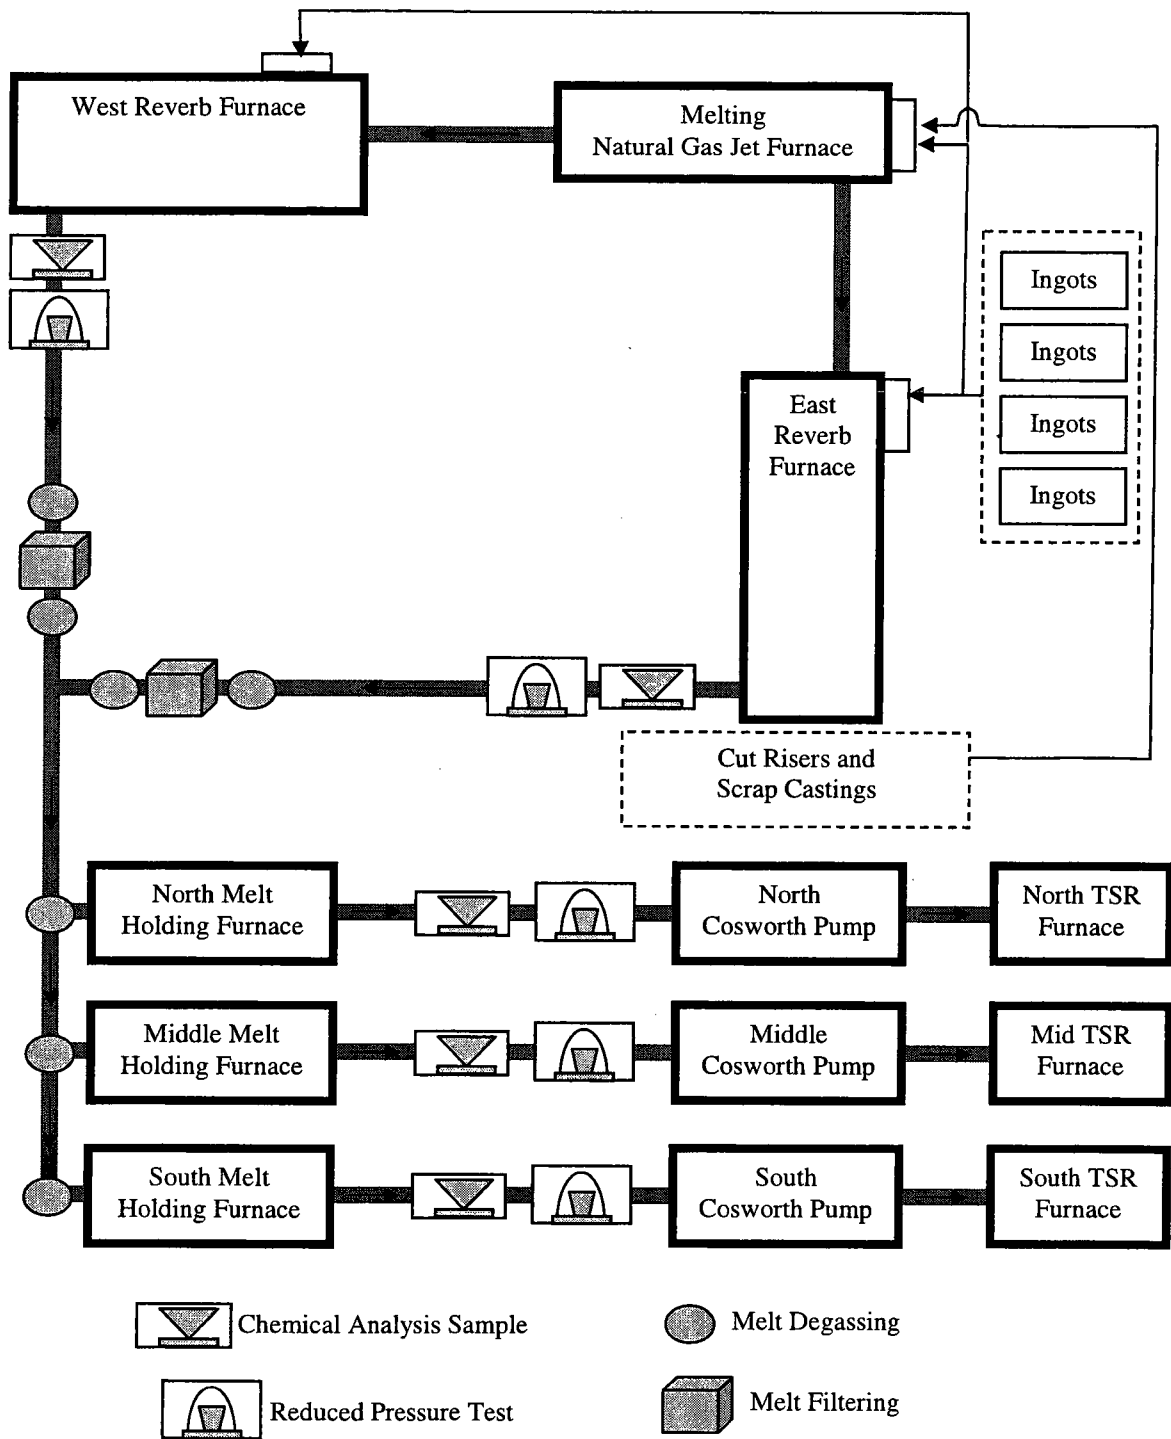 West Reverb Furnace
Melting
Natural Gas Jet Furnace
Ingots
Ingots
Ingots
Ingots
East
Reverb
Furnace
Cut Risers and
Scrap Castings
North Melt
Holding Furnace
North
Cosworth Pump
North TSR
Furnace
Middle Melt
Holding Furnace
Middle
Cosworth Pump
Mid TSR
Furnace
South Melt
Holding Furnace
South
Cosworth Pump
South TSR
Furnace
Chemical Analysis Sample
Melt Degassing
Reduced Pressure Test
Melt Filtering